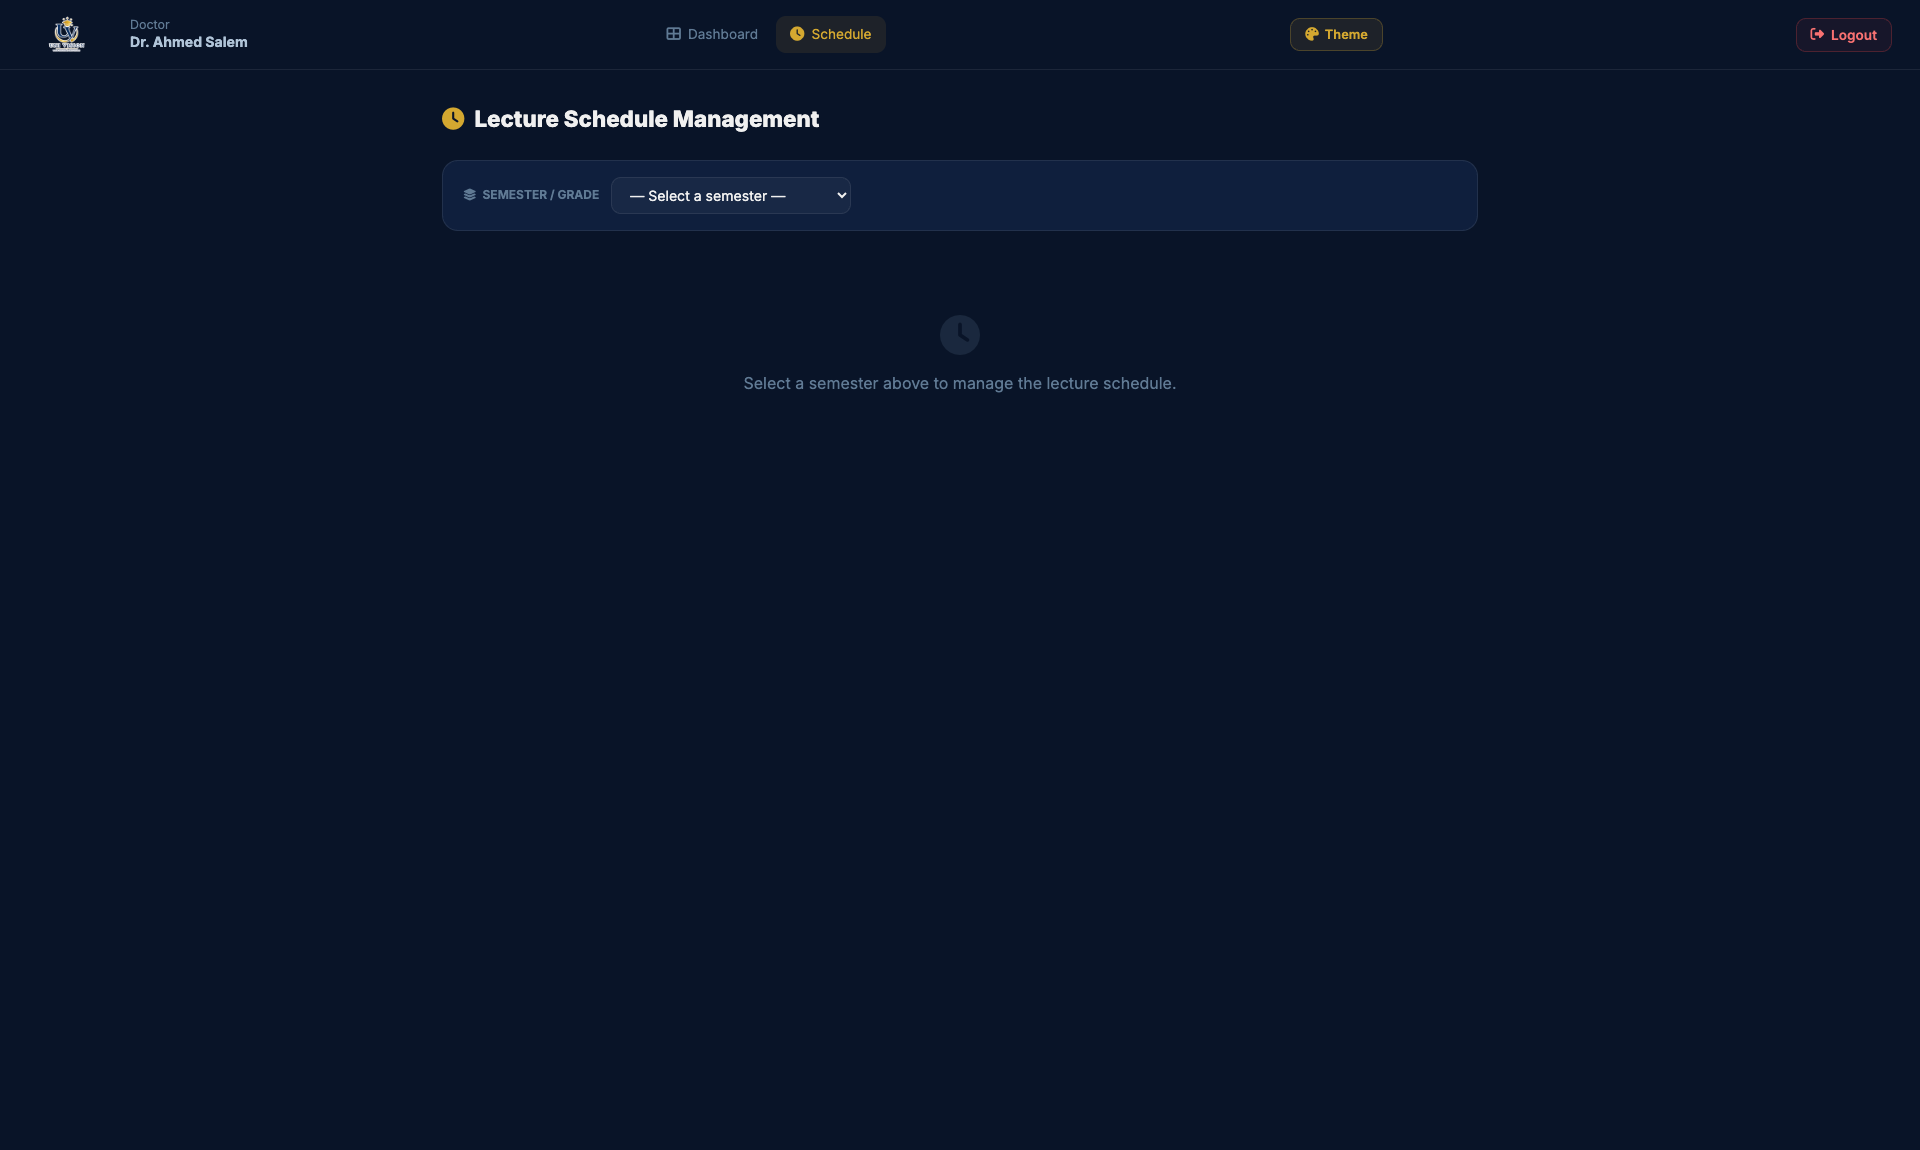 Doctor
Dr. Ahmed Salem
Dashboard
Schedule
Theme
Logout
Lecture Schedule Management
SEMESTER / GRADE
— Select a semester —
Select a semester above to manage the lecture schedule.